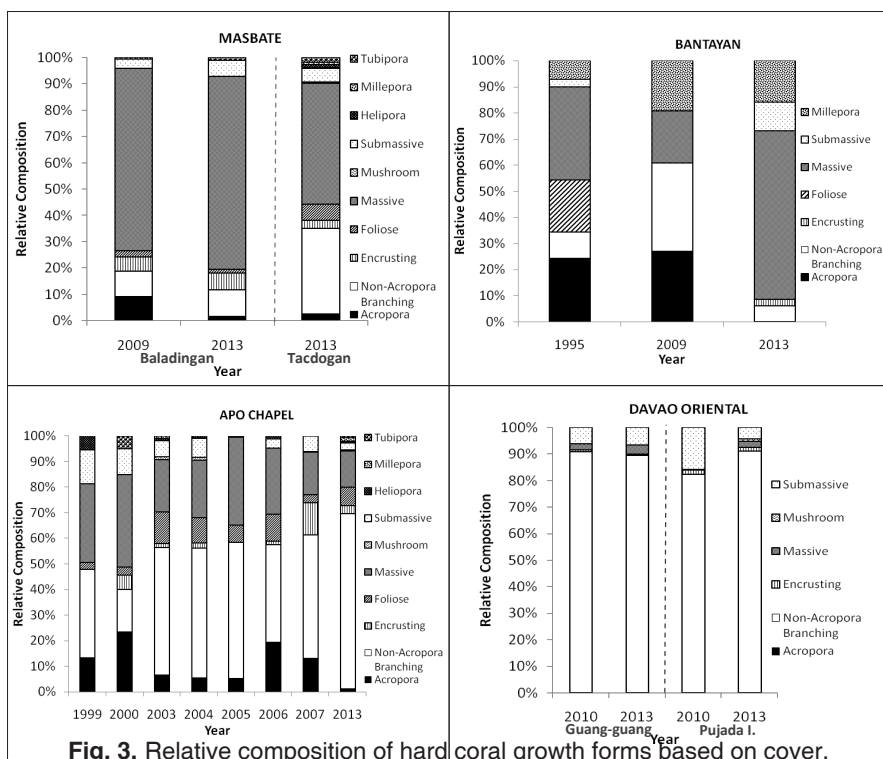 MASBATE
100%
90%
80%
70%
60%
50%
40%
30%
20%
10%
0%
Relative Composition
2009
2013
2013
Baladingan
Tacdogan
Year
Tubipora
Millepora
Helipora
Submassive
Mushroom
Massive
Foliose
Encrusting
Non-Acropora
Branching
Acropora
BANTAYAN
100%
90%
80%
70%
60%
50%
40%
30%
20%
10%
0%
Relative Composition
1995
2009
2013
Year
Millepora
Submassive
Massive
Foliose
Encrusting
Non-Acropora
Branching
Acropora
APO CHAPEL
100%
90%
80%
70%
60%
50%
40%
30%
20%
10%
0%
Relative Composition
1999
2000
2003
2004
2005
2006
2007
2013
Year
Tubipora
Millepora
Heliopora
Submassive
Mushroom
Massive
Foliose
Encrusting
Non-Acropora
Branching
Acropora
DAVAO ORIENTAL
100%
90%
80%
70%
60%
50%
40%
30%
20%
10%
0%
Relative Composition
2010
2013
2010
2013
Guang-guang
Pujada I.
Year
Submassive
Mushroom
Massive
Encrusting
Non-Acropora
Branching
Acropora
Fig. 3. Relative composition of hard coral growth forms based on cover.